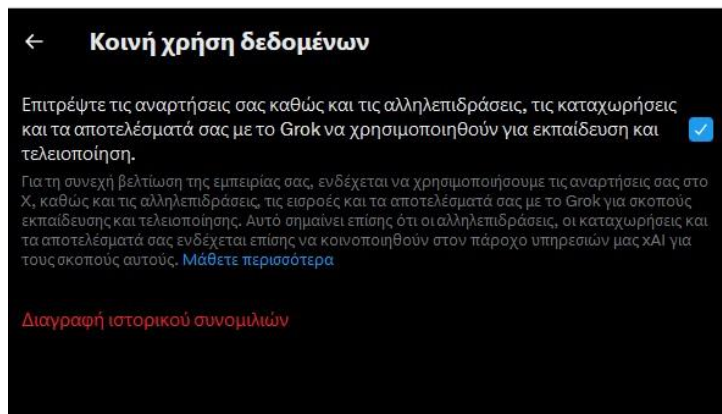 ← Κοινή χρήση δεδομένων
Επιτρέψτε τις αναρτήσεις σας καθώς και τις αλληλεπιδράσεις, τις καταχωρήσεις
και τα αποτελέσματά σας με το Grok να χρησιμοποιηθούν για εκπαίδευση και
τελειοποίηση.
Για τη συνεχή βελτίωση της εμπειρίας σας, ενδέχεται να χρησιμοποιήσουμε τις αναρτήσεις σας στο
X, καθώς και τις αλληλεπιδράσεις, τις εισροές και τα αποτελέσματά σας με το Grok για σκοπούς
εκπαίδευσης και τελειοποίησης. Αυτό σημαίνει επίσης ότι οι αλληλεπιδράσεις, οι καταχωρήσεις και
τα αποτελέσματά σας ενδέχεται επίσης να κοινοποιηθούν στον πάροχο υπηρεσιών μας xAI για
τους σκοπούς αυτούς. Μάθετε περισσότερα
Διαγραφή ιστορικού συνομιλιών